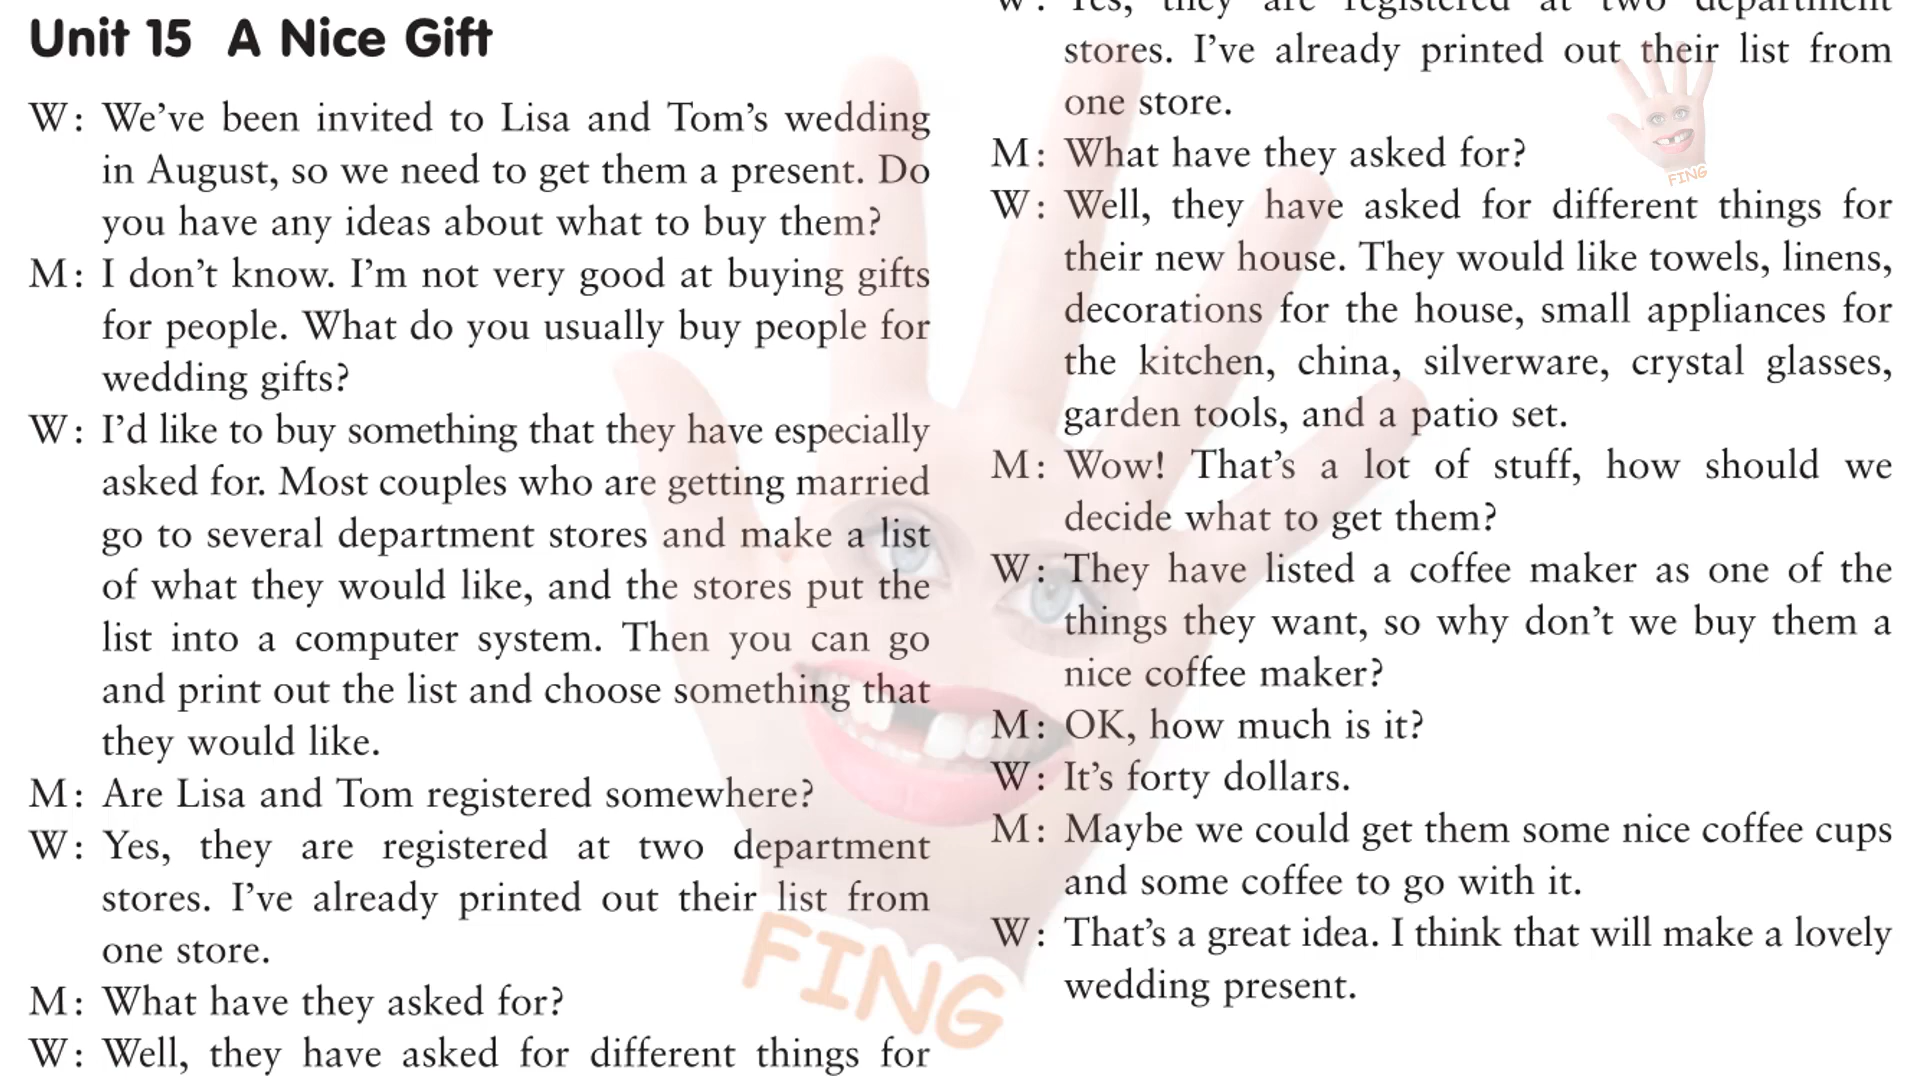 Unit 15 A Nice Gift
W: We've been invited to Lisa and Tom's wedding
in August, so we need to get them a present. Do
you have any ideas about what to buy them?
M: I don't know. I'm not very good at buying gifts
for people. What do you usually buy people for
wedding gifts?
W: I'd like to buy something that they have especially
asked for. Most couples who are getting married
go to several department stores and make a list
of what they would like, and the stores put the
list into a computer system. Then you can go
and print out the list and choose something that
they would like.
M: Are Lisa and Tom registered somewhere?
W: Yes, they are registered at two department
stores. I've already printed out their list from
one store.
M: What have they asked for?
W: Well, they have asked for different things for
W: Yes, they are registered at two department
stores. I've already printed out their list from
one store.
M: What have they asked for?
W: Well, they have asked for different things for
their new house. They would like towels, linens,
decorations for the house, small appliances for
the kitchen, china, silverware, crystal glasses,
garden tools, and a patio set.
M: Wow! That's a lot of stuff, how should we
decide what to get them?
W: They have listed a coffee maker as one of the
things they want, so why don't we buy them a
nice coffee maker?
M: OK, how much is it?
W: It's forty dollars.
M: Maybe we could get them some nice coffee cups
and some coffee to go with it.
W: That's a great idea. I think that will make a lovely
wedding present.
FING
FING